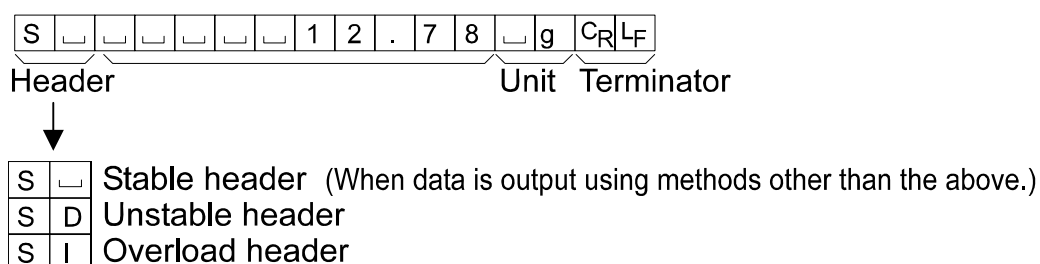 S ␣ ␣ ␣ ␣ ␣ ␣ 1 2 . 7 8 ␣ g CR LF
Header Unit Terminator
S ␣ Stable header (When data is output using methods other than the above.)
S D Unstable header
S I Overload header